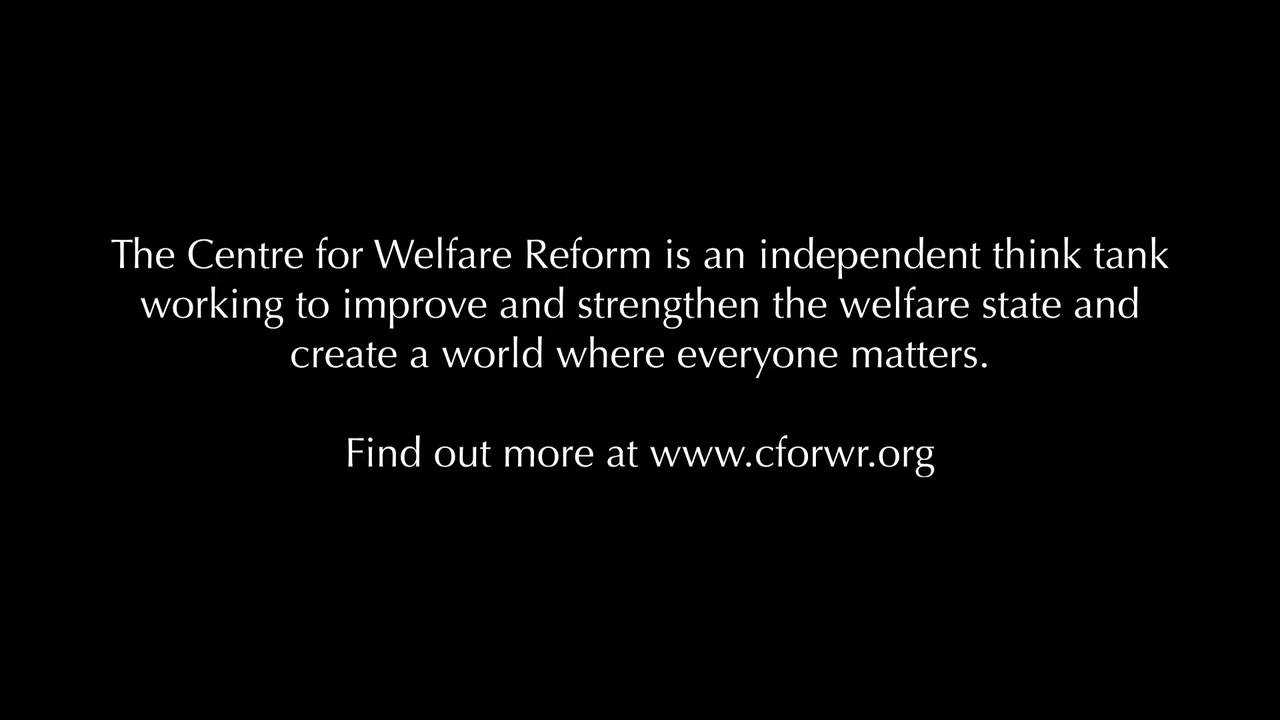 The Centre for Welfare Reform is an independent think tank
working to improve and strengthen the welfare state and
create a world where everyone matters.
Find out more at www.cforwr.org